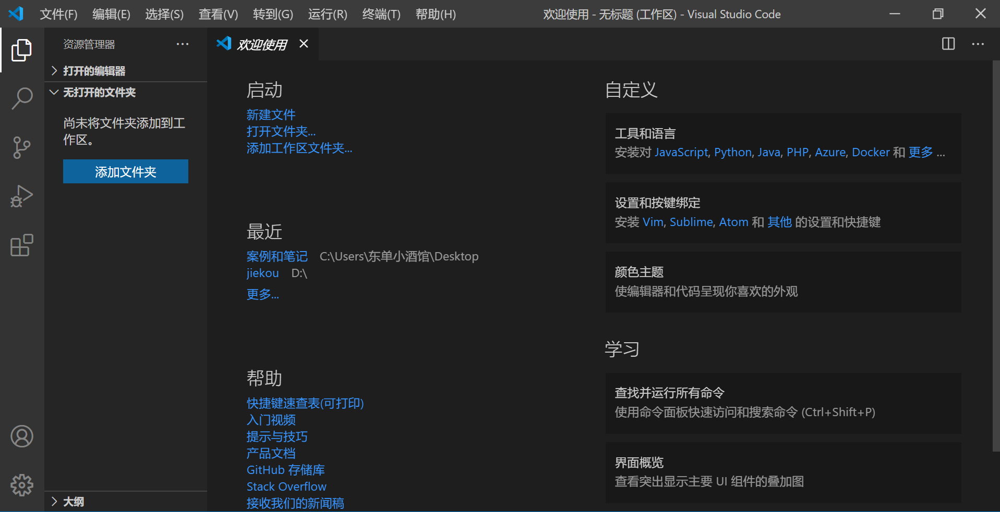 文件(F) 编辑(E) 选择(S) 查看(V) 转到(G) 运行(R) 终端(T) 帮助(H) 欢迎使用 - 无标题 (工作区) - Visual Studio Code
资源管理器
打开的编辑器
无打开的文件夹
尚未将文件夹添加到工
作区。
添加文件夹
大纲
欢迎使用
启动
新建文件
打开文件夹...
添加工作区文件夹...
最近
案例和笔记 C:\Users\东单小酒馆\Desktop
jiekou D:\
更多...
帮助
快捷键速查表(可打印)
入门视频
提示与技巧
产品文档
GitHub 存储库
Stack Overflow
接收我们的新闻稿
自定义
工具和语言
安装对 JavaScript, Python, Java, PHP, Azure, Docker 和 更多 ...
设置和按键绑定
安装 Vim, Sublime, Atom 和 其他 的设置和快捷键
颜色主题
使编辑器和代码呈现你喜欢的外观
学习
查找并运行所有命令
使用命令面板快速访问和搜索命令 (Ctrl+Shift+P)
界面概览
查看突出显示主要 UI 组件的叠加图